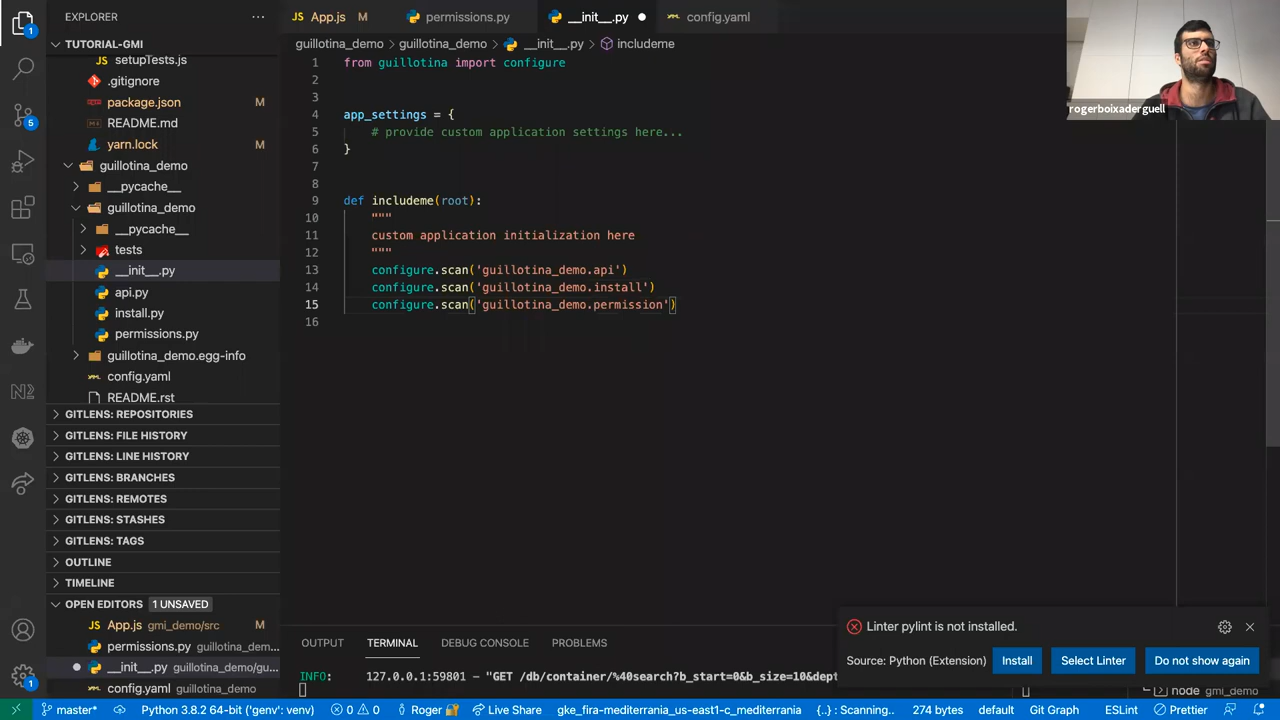 EXPLORER
TUTORIAL-GMI
setupTests.js
.gitignore
package.json M
README.md
yarn.lock M
guillotina_demo
__pycache__
guillotina_demo
__pycache__
tests
__init__.py
api.py
install.py
permissions.py
guillotina_demo.egg-info
config.yaml
README.rst
GITLENS: REPOSITORIES
GITLENS: FILE HISTORY
GITLENS: LINE HISTORY
GITLENS: BRANCHES
GITLENS: REMOTES
GITLENS: STASHES
GITLENS: TAGS
OUTLINE
TIMELINE
OPEN EDITORS 1 UNSAVED
App.js gmi_demo/src M
permissions.py guillotina_dem...
__init__.py guillotina_demo/gu...
config.yaml guillotina_demo
1
5
N2
1
App.js M permissions.py __init__.py config.yaml
guillotina_demo guillotina_demo __init__.py includeme
1 from guillotina import configure
2
3
4 app_settings = {
5 # provide custom application settings here...
6 }
7
8
9 def includeme(root):
10 """
11 custom application initialization here
12 """
13 configure.scan('guillotina_demo.api')
14 configure.scan('guillotina_demo.install')
15 configure.scan('guillotina_demo.permission')
16
rogerboixaderguell
OUTPUT TERMINAL DEBUG CONSOLE PROBLEMS
INFO: 127.0.0.1:59801 – "GET /db/container/%40search?b_start=0&b_size=10&dept
Linter pylint is not installed.
Source: Python (Extension) Install Select Linter Do not show again
node gmi_demo
master* Python 3.8.2 64-bit ('genv': venv) 0 0 Roger Live Share gke_fira-mediterrania_us-east1-c_mediterrania {..} : Scanning.. 274 bytes default Git Graph ESLint Prettier